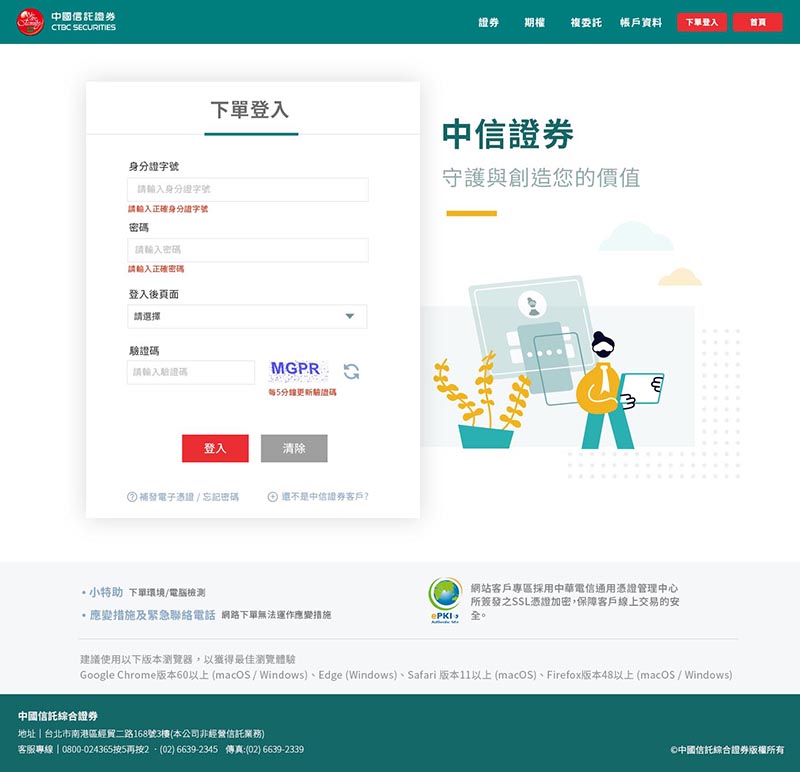 中國信託證券
CTBC SECURITIES
證券 期權 複委託 帳戶資料 下單登入 首頁
下單登入
身分證字號
請輸入身分證字號
請輸入正確身分證字號
密碼
請輸入密碼
請輸入正確密碼
登入後頁面
請選擇
驗證碼
請輸入驗證碼 MGPR
每5分鐘更新驗證碼
登入 清除
補發電子憑證 / 忘記密碼 還不是中信證券客戶?
中信證券
守護與創造您的價值
•小特助 下單環境/電腦檢測
•應變措施及緊急聯絡電話 網路下單無法運作應變措施
ePKI
Authentic Site
網站客戶專區採用中華電信通用憑證管理中心
所簽發之SSL憑證加密,保障客戶線上交易的安
全。
建議使用以下版本瀏覽器，以獲得最佳瀏覽體驗
Google Chrome版本60以上 (macOS / Windows)、Edge (Windows)、Safari 版本11以上 (macOS)、Firefox版本48以上 (macOS / Windows)
中國信託綜合證券
地址｜台北市南港區經貿二路168號3樓(本公司非經營信託業務)
客服專線｜0800-024365按5再按2 ‧(02) 6639-2345 傳真:(02) 6639-2339
©中國信託綜合證券版權所有